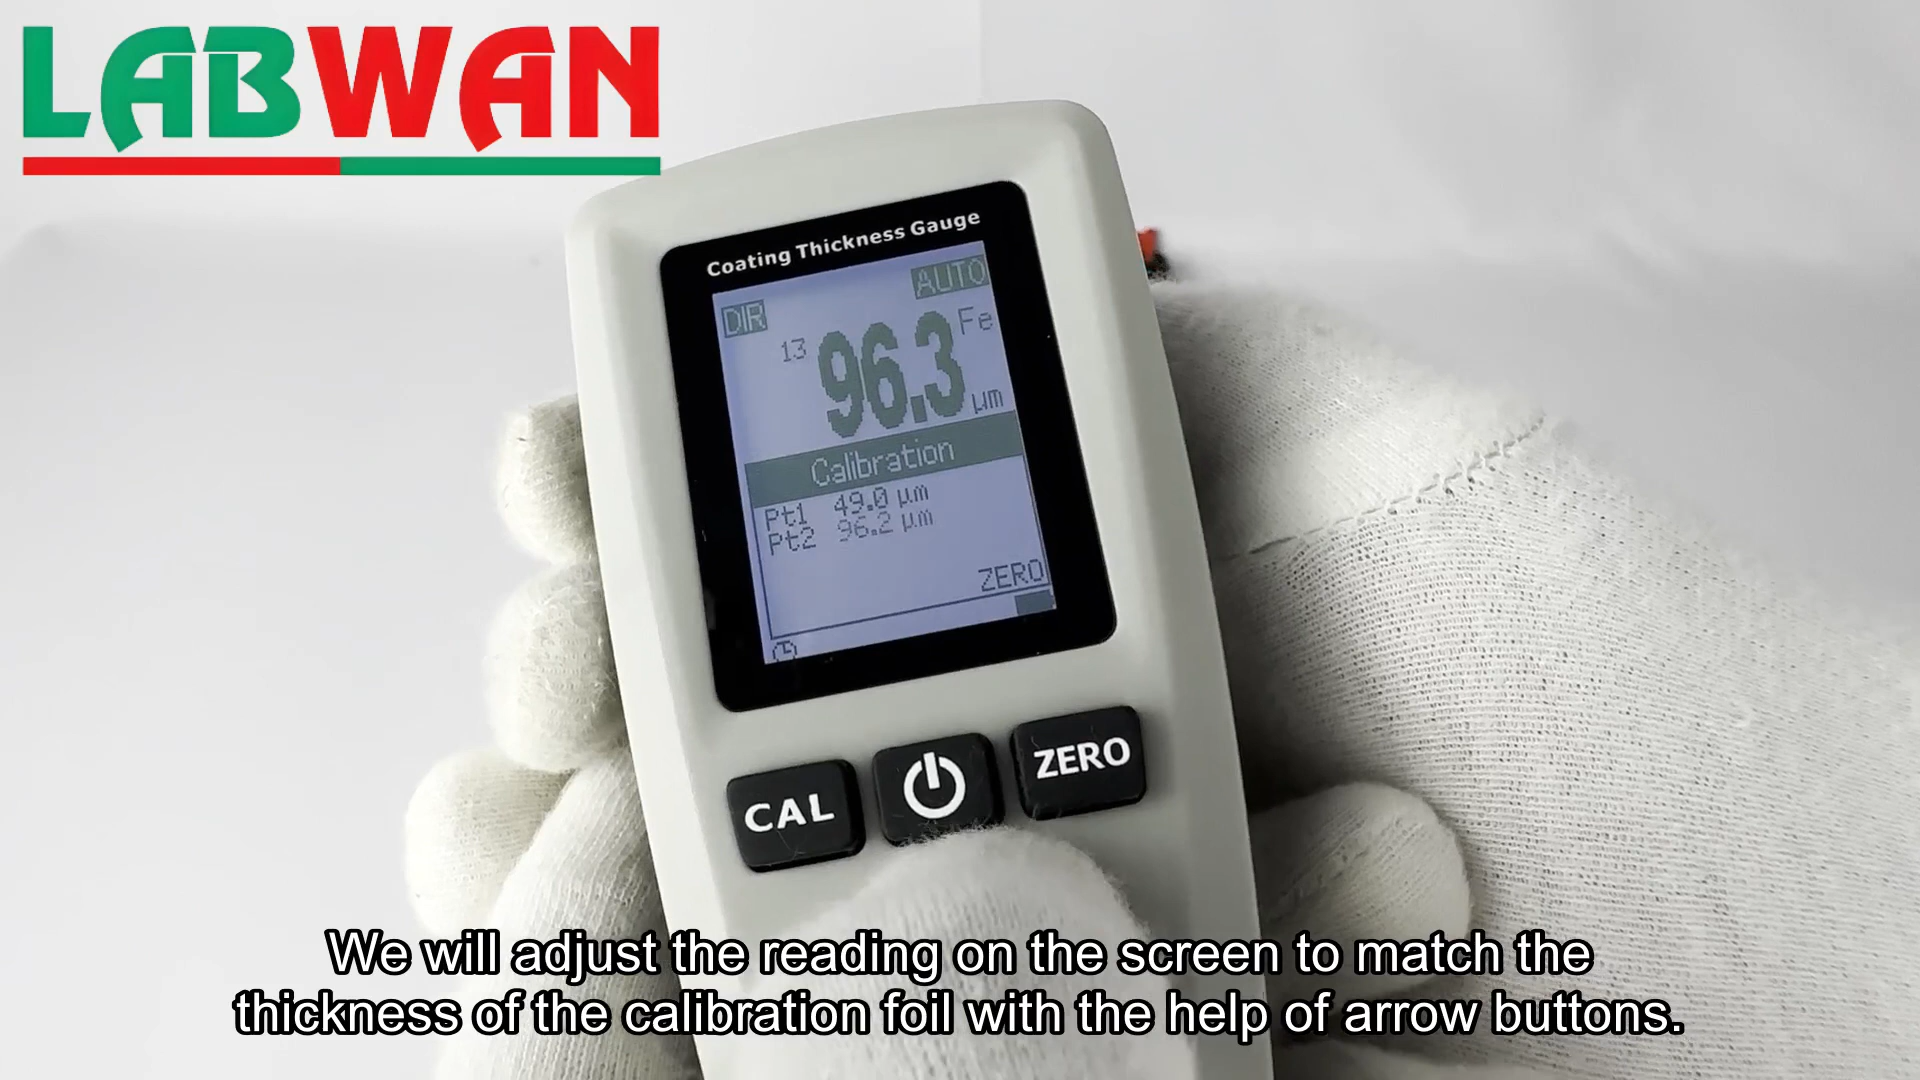 LABWAN
Coating Thickness Gauge
AUTO
DIR
Fe
13 96.3 µm
Calibration
Pt1 49.0 µm
Pt2 96.2 µm
ZERO
CAL
ZERO
We will adjust the reading on the screen to match the
thickness of the calibration foil with the help of arrow buttons.